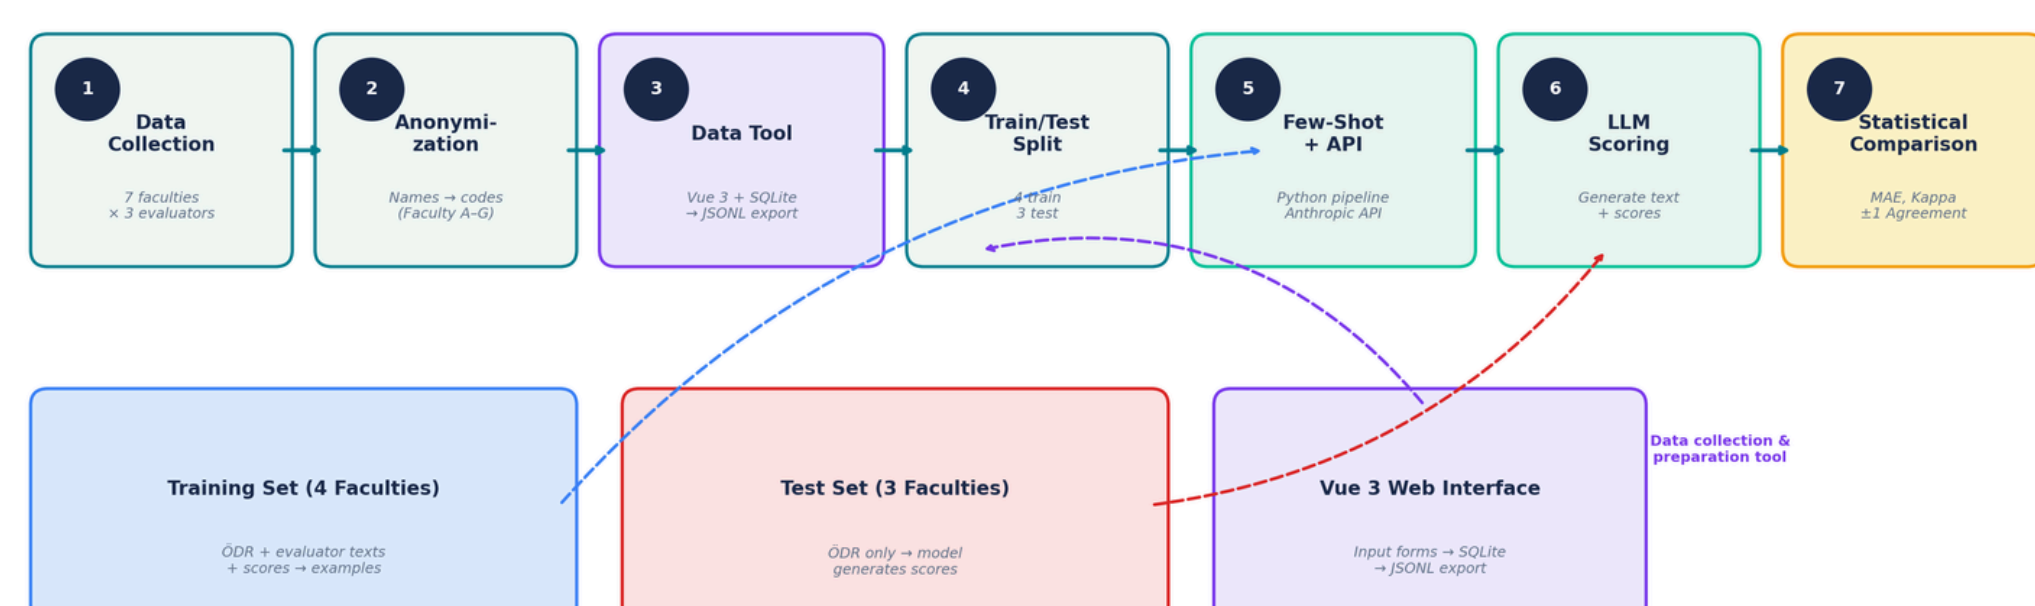 1
Data
Collection
7 faculties
× 3 evaluators
2
Anonymi-
zation
Names → codes
(Faculty A–G)
3
Data Tool
Vue 3 + SQLite
→ JSONL export
4
Train/Test
Split
4 train
3 test
5
Few-Shot
+ API
Python pipeline
Anthropic API
6
LLM
Scoring
Generate text
+ scores
7
Statistical
Comparison
MAE, Kappa
±1 Agreement
Training Set (4 Faculties)
ÖDR + evaluator texts
+ scores → examples
Test Set (3 Faculties)
ÖDR only → model
generates scores
Vue 3 Web Interface
Input forms → SQLite
→ JSONL export
Data collection &
preparation tool